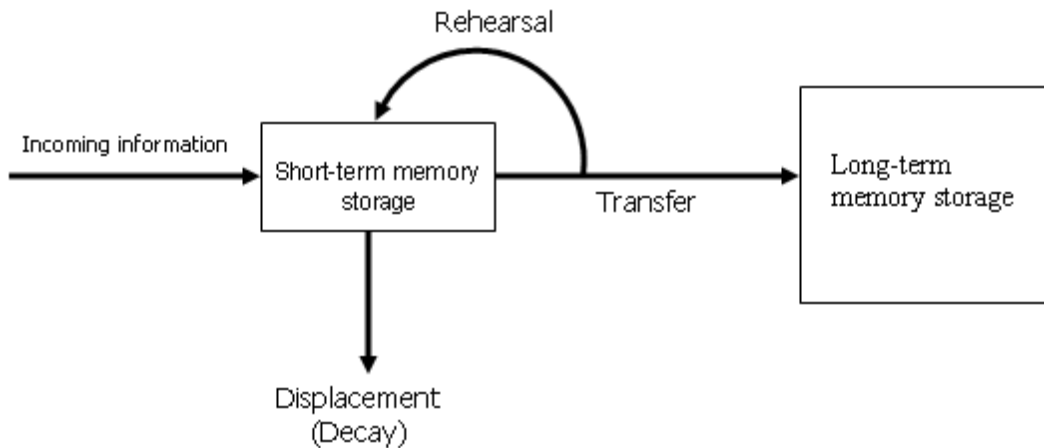 Rehearsal
Incoming information
Short-term memory
storage
Transfer
Long-term
memory storage
Displacement
(Decay)